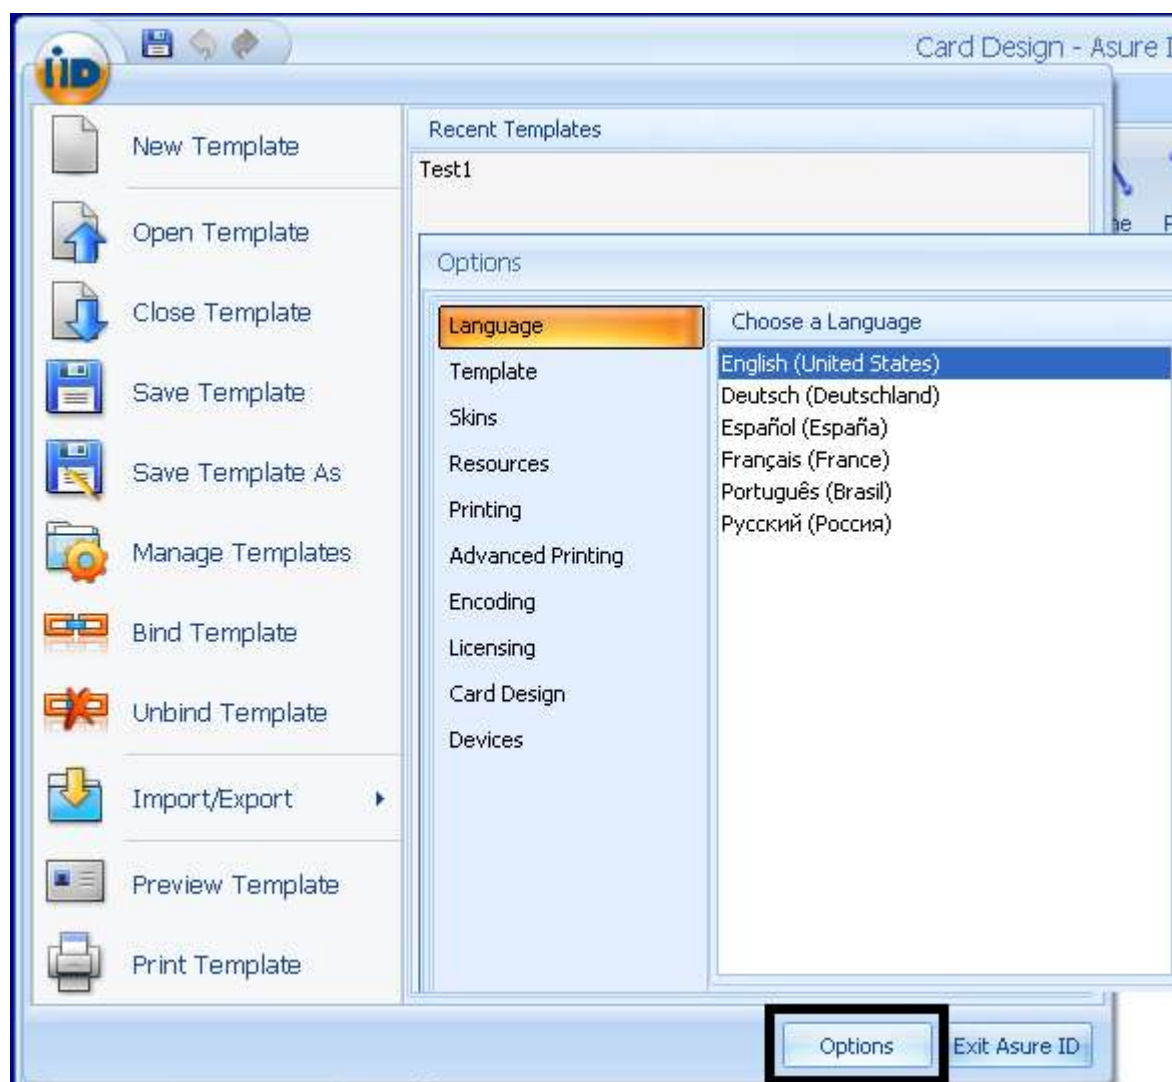 Card Design - Asure I
iID
New Template
Open Template
Close Template
Save Template
Save Template As
Manage Templates
Bind Template
Unbind Template
Import/Export
Preview Template
Print Template
Recent Templates
Test1
Options
Language
Template
Skins
Resources
Printing
Advanced Printing
Encoding
Licensing
Card Design
Devices
Choose a Language
English (United States)
Deutsch (Deutschland)
Español (España)
Français (France)
Português (Brasil)
Русский (Россия)
Options
Exit Asure ID